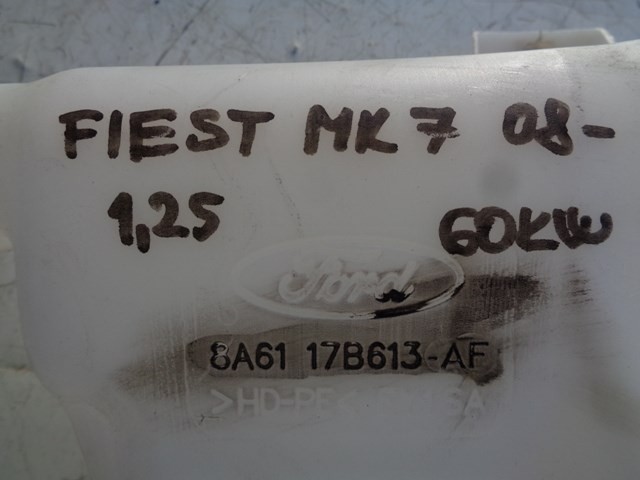 FIEST MK7 08-
1,25 60KW
Ford
8A61 17B613-AF
>HD-PE<